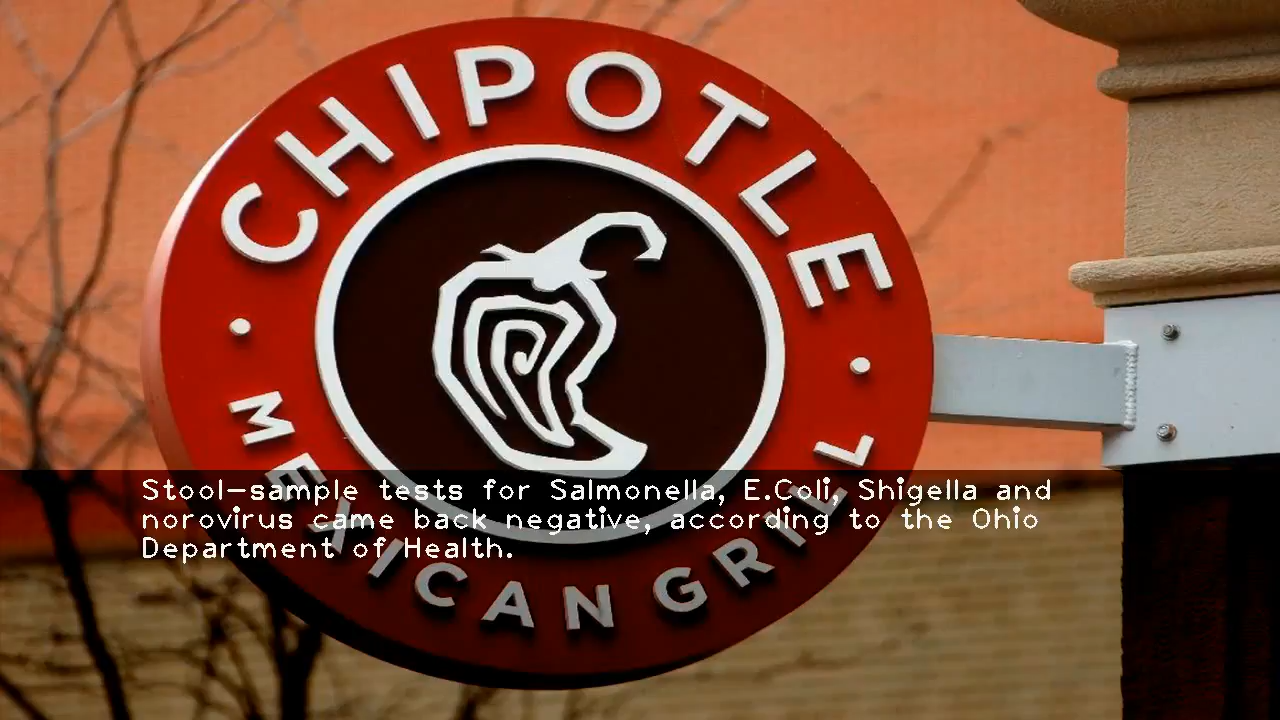 CHIPOTLE
MEXICAN GRILL
Stool-sample tests for Salmonella, E.Coli, Shigella and
norovirus came back negative, according to the Ohio
Department of Health.